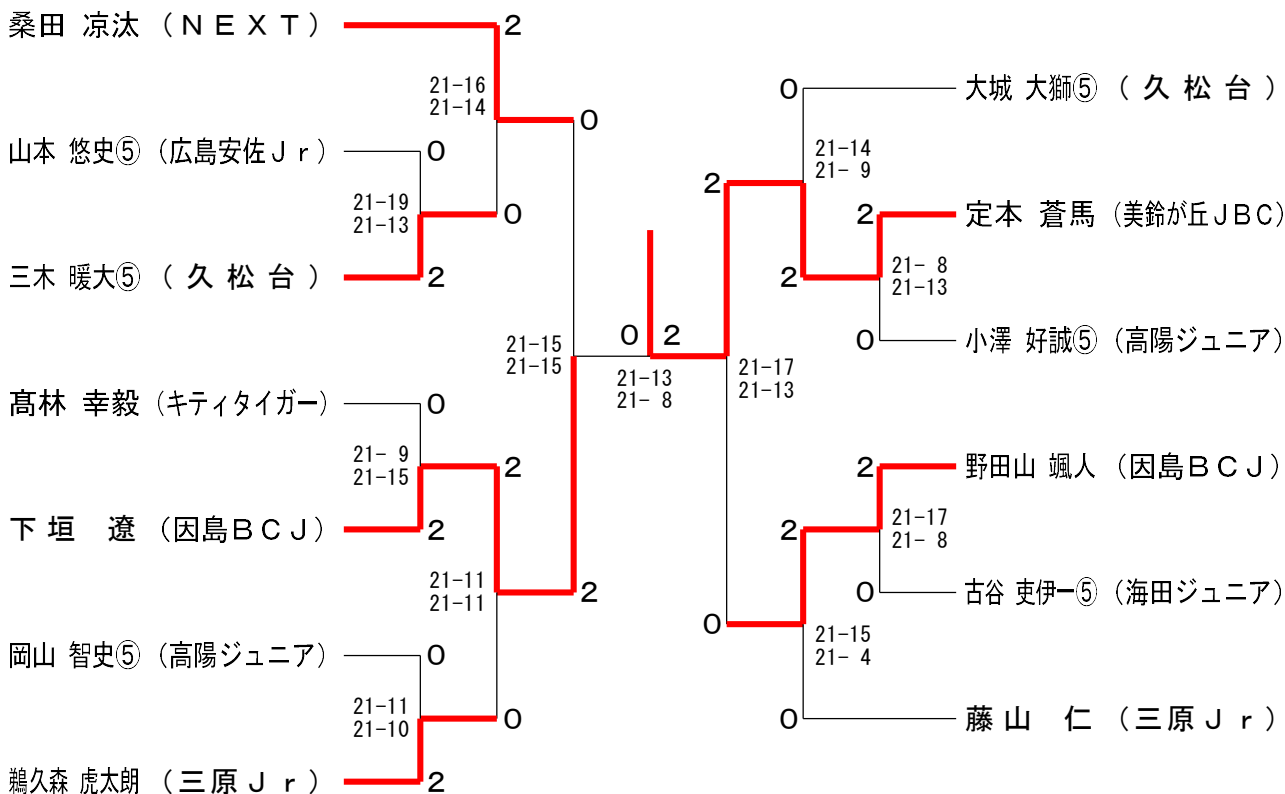 桑田 凉汰 （ＮＥＸＴ） 2
21-16
21-14
0
山本 悠史⑤ （広島安佐Ｊｒ） 0
21-19
21-13
0
三木 暖大⑤ （久松台） 2
21-15
21-15
髙林 幸毅 （キティタイガー） 0
21- 9
21-15
2
下垣 遼 （因島ＢＣＪ） 2
21-11
21-11
2
岡山 智史⑤ （高陽ジュニア） 0
21-11
21-10
0
鵜久森 虎太朗 （三原Ｊｒ） 2
0 2
21-13
21- 8
0 大城 大獅⑤ （久松台）
21-14
21- 9
2
2 定本 蒼馬 （美鈴が丘ＪＢＣ）
2
21- 8
21-13
0 小澤 好誠⑤ （高陽ジュニア）
21-17
21-13
2 野田山 颯人 （因島ＢＣＪ）
2
21-17
21- 8
0 古谷 吏伊一⑤ （海田ジュニア）
0
21-15
21- 4
0 藤山 仁 （三原Ｊｒ）